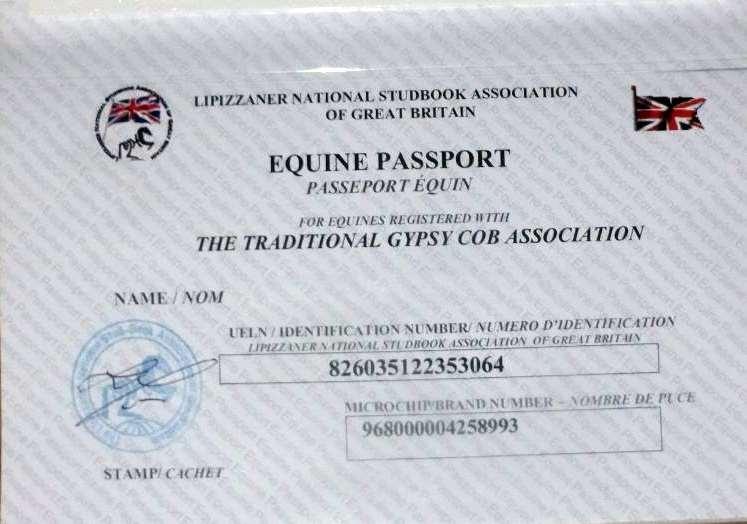 LIPIZZANER NATIONAL STUDBOOK ASSOCIATION
OF GREAT BRITAIN
EQUINE PASSPORT
PASSEPORT ÉQUIN
FOR EQUINES REGISTERED WITH
THE TRADITIONAL GYPSY COB ASSOCIATION
NAME / NOM
UELN / IDENTIFICATION NUMBER/ NUMERO D'IDENTIFICATION
LIPIZZANER NATIONAL STUDBOOK ASSOCIATION OF GREAT BRITAIN
826035122353064
MICROCHIP/BRAND NUMBER – NOMBRE DE PUCE
968000004258993
STAMP/ CACHET